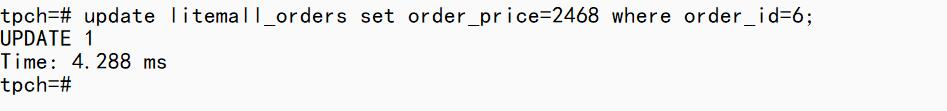 tpch=# update litemall_orders set order_price=2468 where order_id=6;
UPDATE 1
Time: 4.288 ms
tpch=#